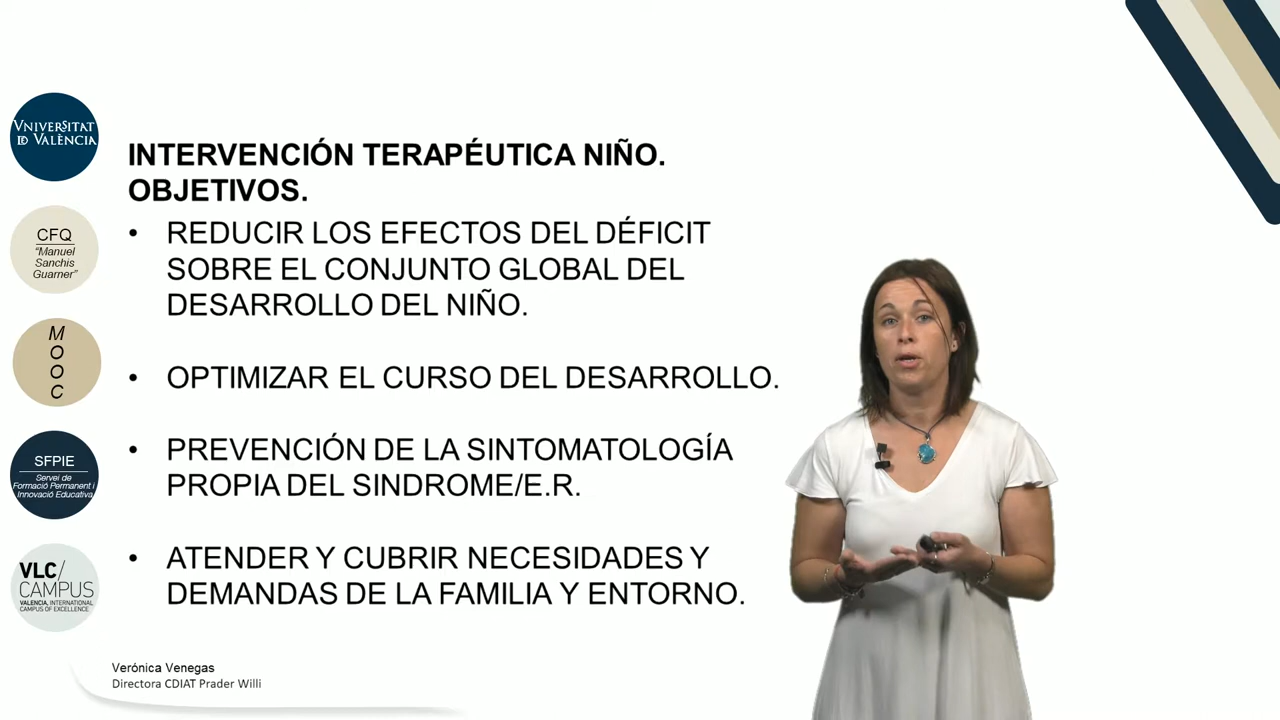 VNIVERSITAT
ID VALÈNCIA
CFQ
"Manuel
Sanchis
Guarner"
M
O
O
C
SFPIE
Servei de
Formació Permanent i
Innovació Educativa
VLC/
CAMPUS
VALENCIA, INTERNATIONAL
CAMPUS OF EXCELLENCE
INTERVENCIÓN TERAPÉUTICA NIÑO.
OBJETIVOS.
• REDUCIR LOS EFECTOS DEL DÉFICIT
SOBRE EL CONJUNTO GLOBAL DEL
DESARROLLO DEL NIÑO.
• OPTIMIZAR EL CURSO DEL DESARROLLO.
• PREVENCIÓN DE LA SINTOMATOLOGÍA
PROPIA DEL SINDROME/E.R.
• ATENDER Y CUBRIR NECESIDADES Y
DEMANDAS DE LA FAMILIA Y ENTORNO.
Verónica Venegas
Directora CDIAT Prader Willi